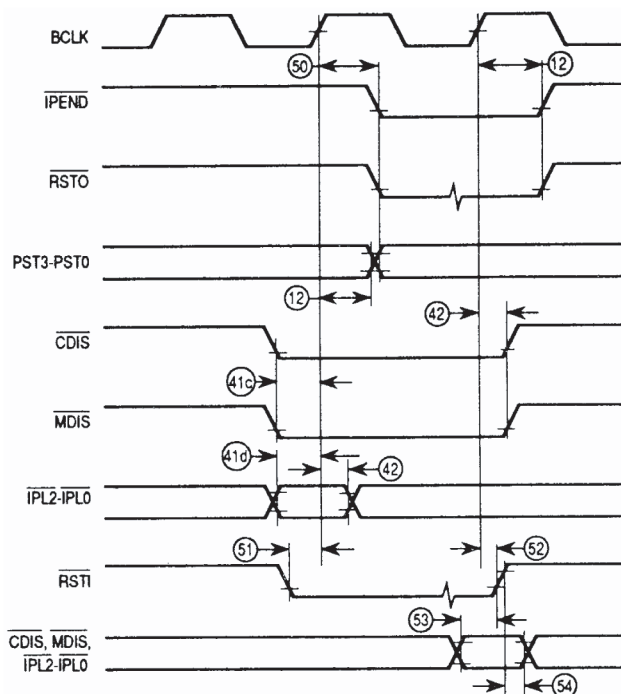 BCLK
50
12
IPEND
RSTO
PST3-PST0
12
42
CDIS
41c
MDIS
41d
42
IPL2-IPL0
51
52
RSTI
53
CDIS, MDIS,
IPL2-IPL0
54